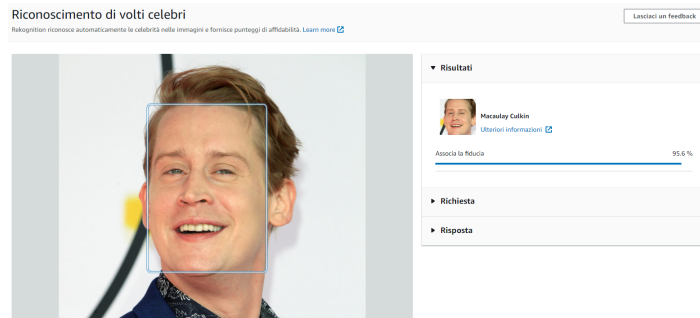 Riconoscimento di volti celebri
Lasciaci un feedback
Rekognition riconosce automaticamente le celebrità nelle immagini e fornisce punteggi di affidabilità. Learn more
Risultati
Macaulay Culkin
Ulteriori informazioni
Associa la fiducia 95.6 %
Richiesta
Risposta